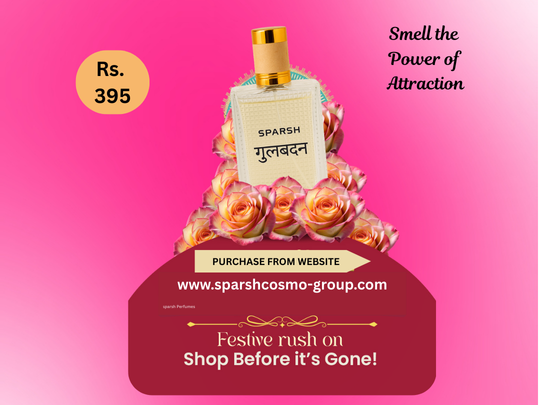 Smell the
Power of
Attraction
Rs.
395
SPARSH
गुलबदन
PURCHASE FROM WEBSITE
www.sparshcosmo-group.com
sparsh Perfumes
Festive rush on
Shop Before it's Gone!